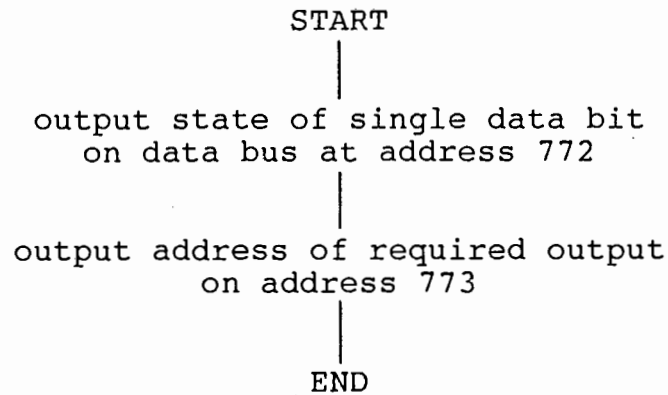 START
output state of single data bit
on data bus at address 772
output address of required output
on address 773
END